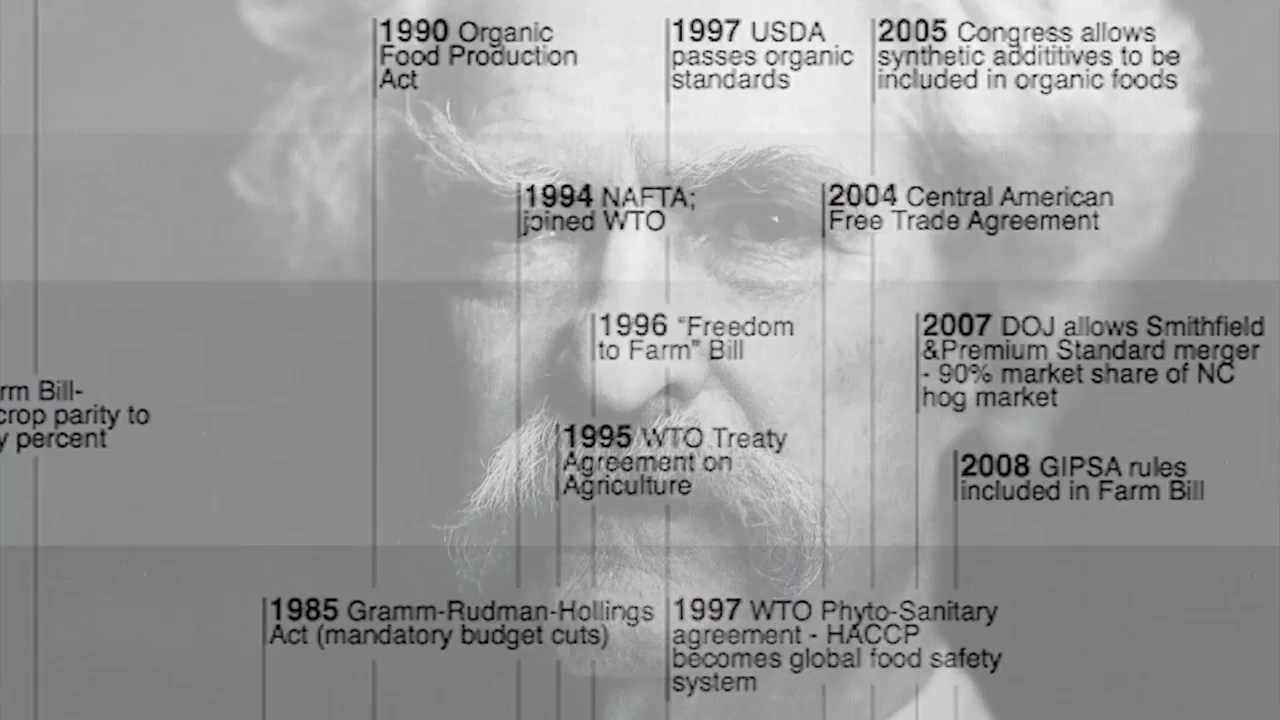 1990 Organic
Food Production
Act
1997 USDA
passes organic
standards
2005 Congress allows
synthetic addititives to be
included in organic foods
1994 NAFTA;
joined WTO
2004 Central American
Free Trade Agreement
1996 "Freedom
to Farm" Bill
2007 DOJ allows Smithfield
&Premium Standard merger
- 90% market share of NC
hog market
rm Bill-
crop parity to
y percent
1995 WTO Treaty
Agreement on
Agriculture
2008 GIPSA rules
included in Farm Bill
1985 Gramm-Rudman-Hollings
Act (mandatory budget cuts)
1997 WTO Phyto-Sanitary
agreement - HACCP
becomes global food safety
system